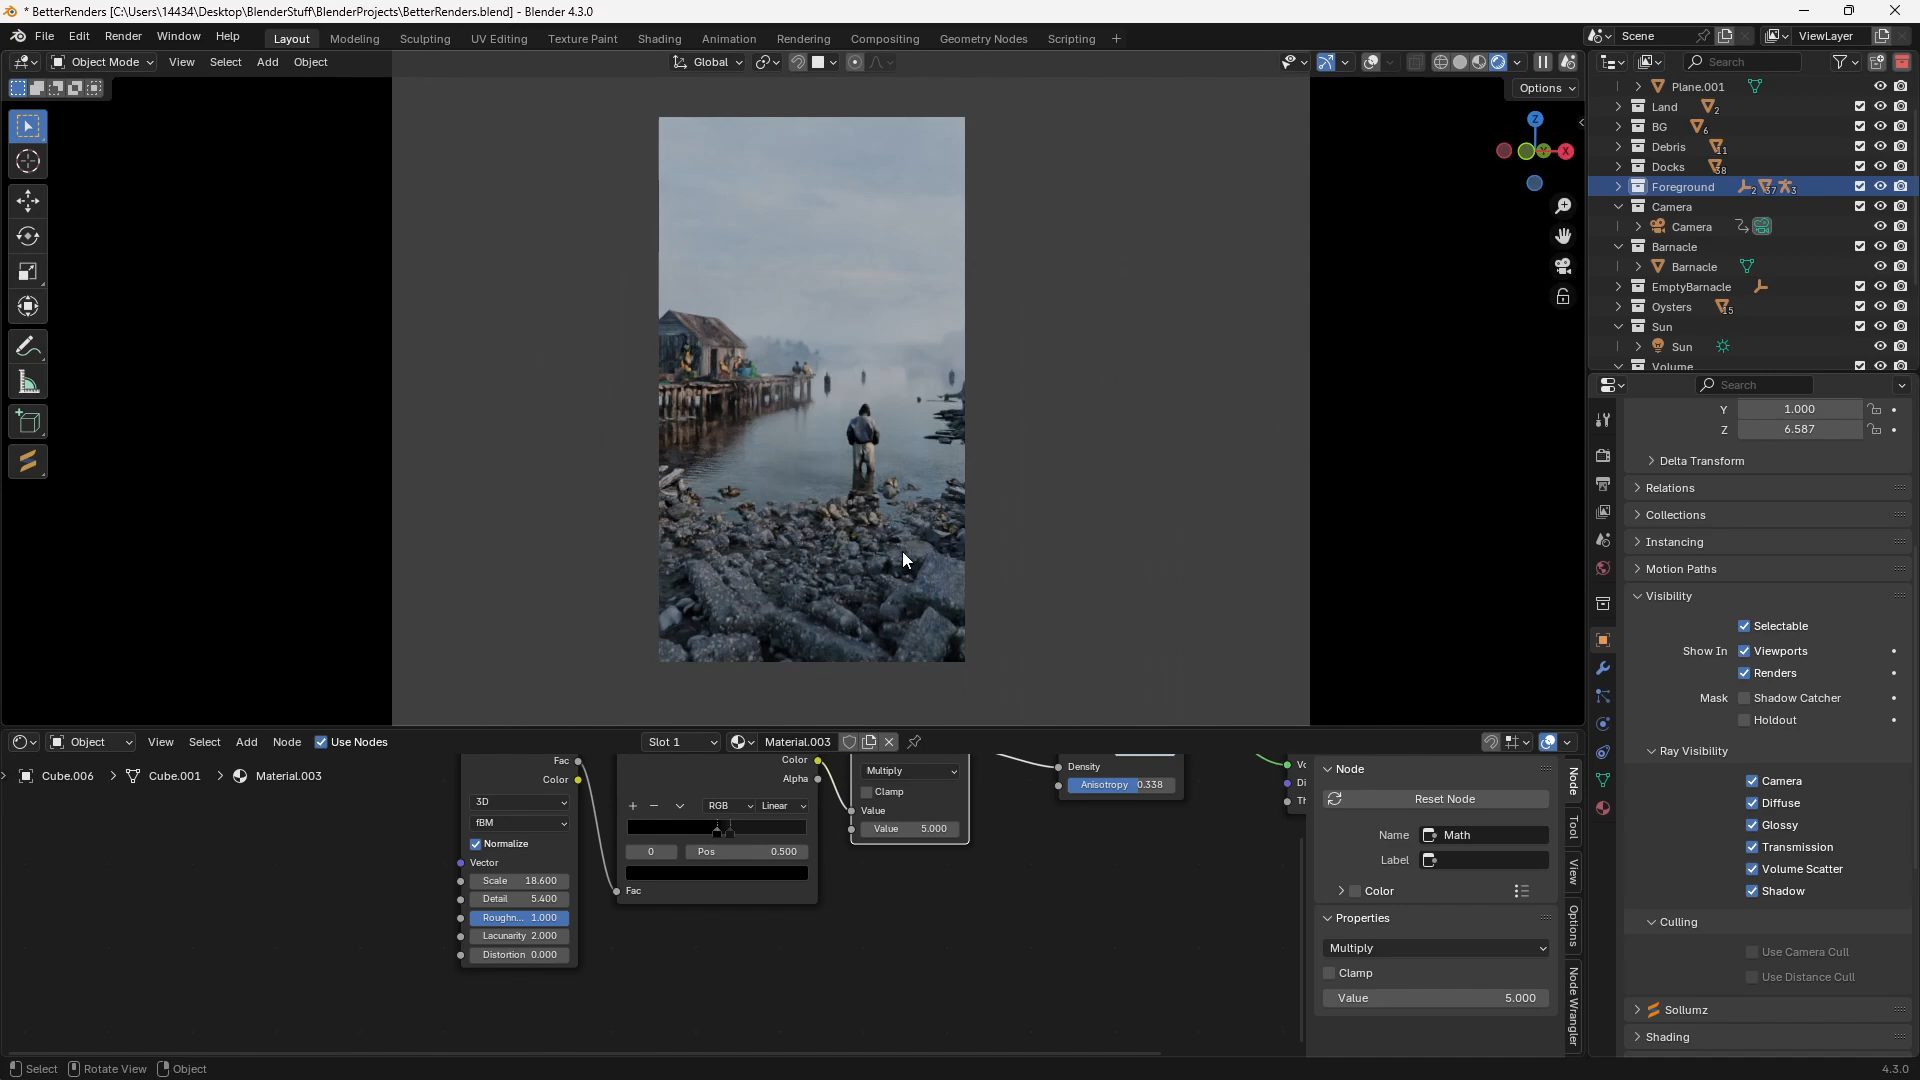 * BetterRenders [C:\Users\14434\Desktop\BlenderStuff\BlenderProjects\BetterRenders.blend] - Blender 4.3.0
File Edit Render Window Help Layout Modeling Sculpting UV Editing Texture Paint Shading Animation Rendering Compositing Geometry Nodes Scripting + Scene ViewLayer
Object Mode View Select Add Object Global
Options
Z
X
Y
Search
Plane.001
Land 2
BG 6
Debris 11
Docks 38
Foreground 2 37 3
Camera
Camera
Barnacle
Barnacle
EmptyBarnacle
Oysters 15
Sun
Sun
Volume
Search
Y 1.000
Z 6.587
Delta Transform
Relations
Collections
Instancing
Motion Paths
Visibility
Selectable
Show In Viewports
Renders
Mask Shadow Catcher
Holdout
Ray Visibility
Camera
Diffuse
Glossy
Transmission
Volume Scatter
Shadow
Culling
Use Camera Cull
Use Distance Cull
Sollumz
Shading
Object View Select Add Node Use Nodes Slot 1 Material.003
Cube.006 > Cube.001 > Material.003
Fac
Color
3D
fBM
Normalize
Vector
Scale 18.600
Detail 5.400
Roughn... 1.000
Lacunarity 2.000
Distortion 0.000
Color
Alpha
RGB Linear
0 Pos 0.500
Fac
Multiply
Clamp
Value
Value 5.000
Density
Anisotropy 0.338
Node
Reset Node
Name Math
Label
Color
Properties
Multiply
Clamp
Value 5.000
Node
Tool
View
Options
Node Wrangler
Select Rotate View Object 4.3.0